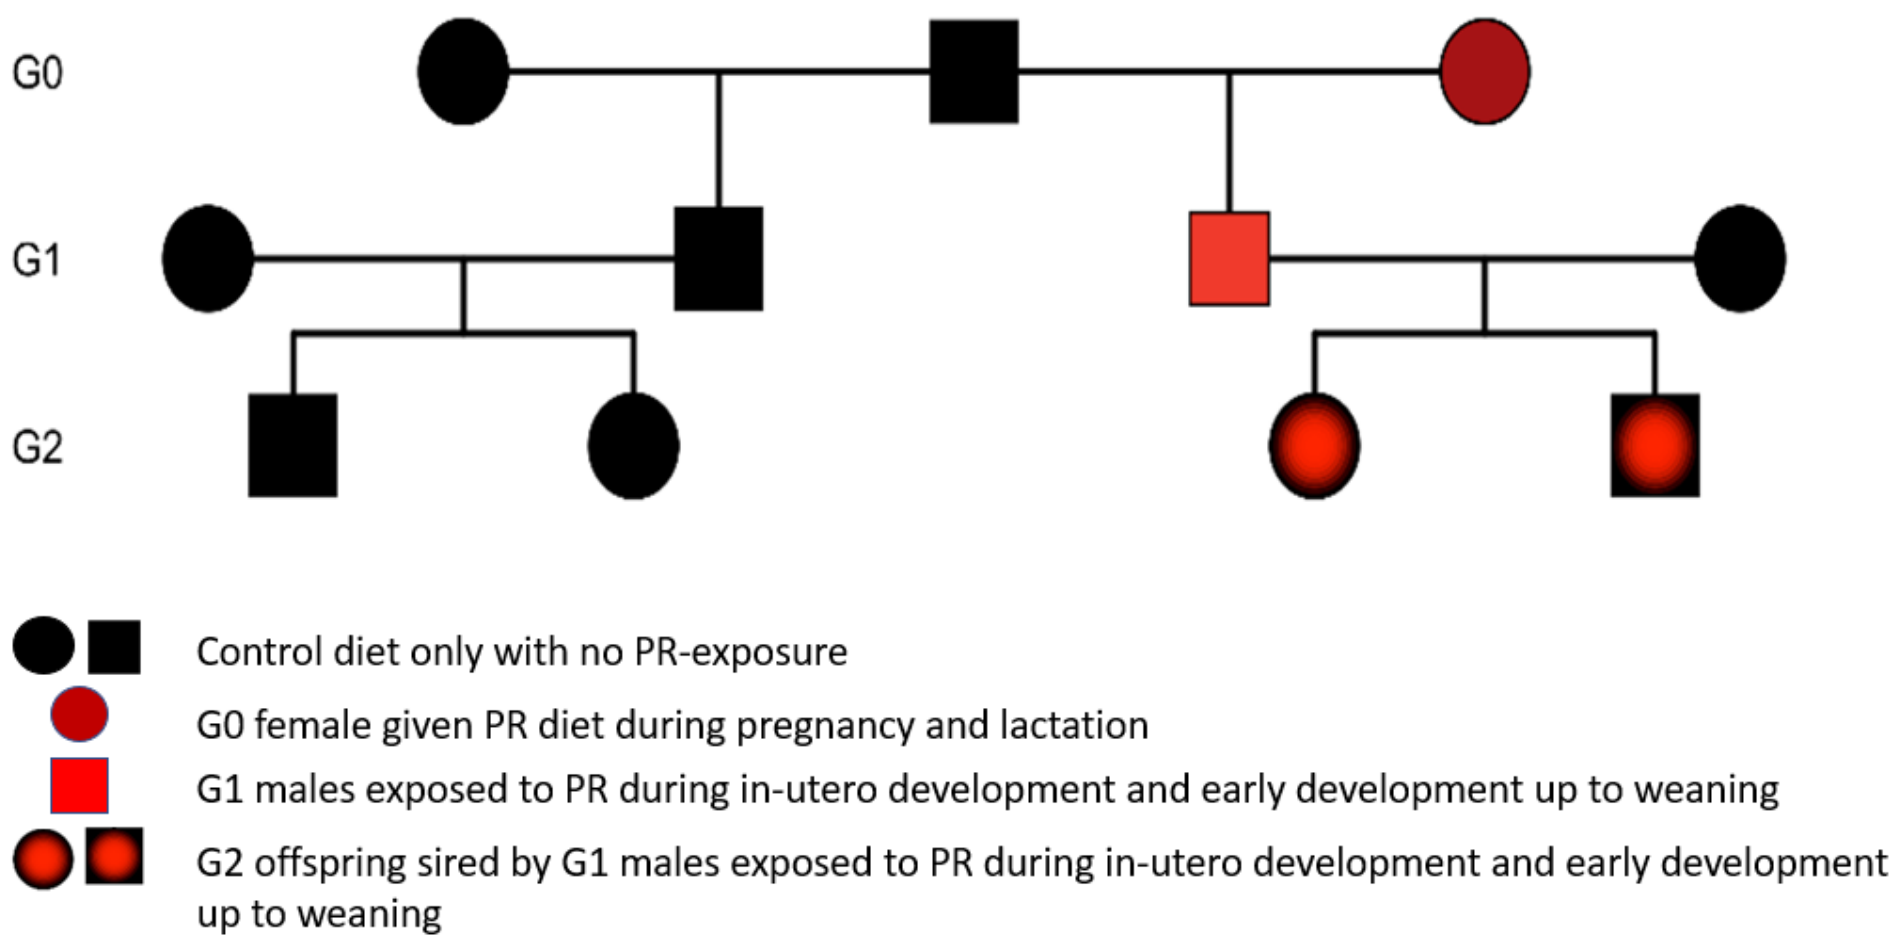 G0
G1
G2
Control diet only with no PR-exposure
G0 female given PR diet during pregnancy and lactation
G1 males exposed to PR during in-utero development and early development up to weaning
G2 offspring sired by G1 males exposed to PR during in-utero development and early development
up to weaning